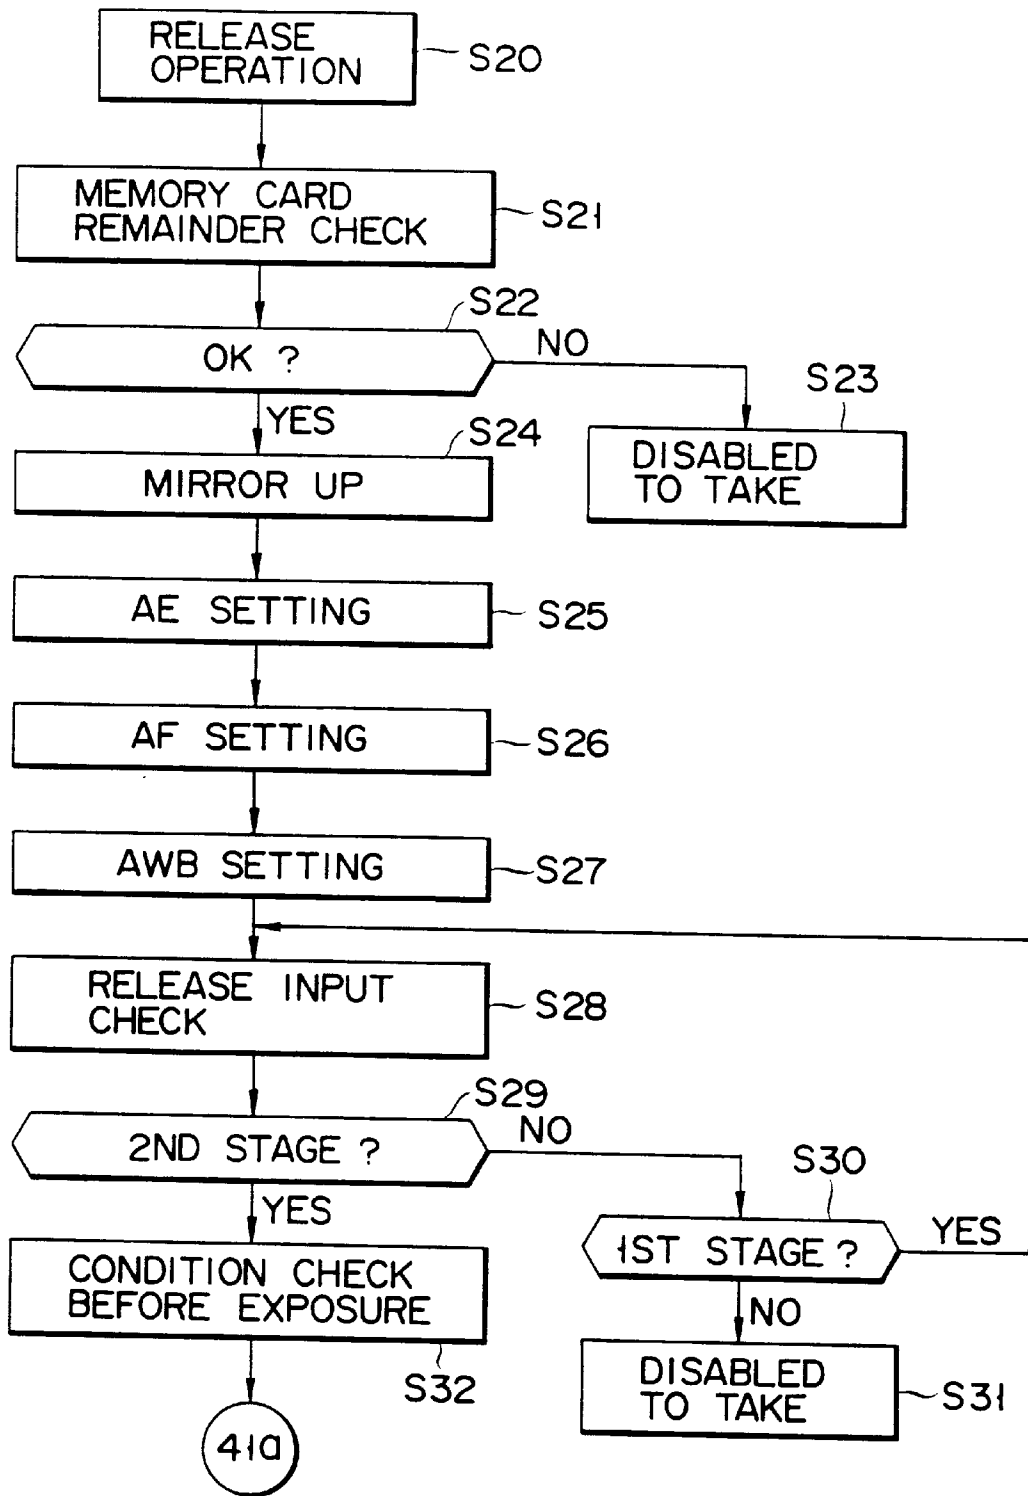 RELEASE
OPERATION
S20
MEMORY CARD
REMAINDER CHECK
S21
S22
OK ?
NO
YES
S23
DISABLED
TO TAKE
S24
MIRROR UP
AE SETTING
S25
AF SETTING
S26
AWB SETTING
S27
RELEASE INPUT
CHECK
S28
S29
2ND STAGE ?
NO
YES
S30
1ST STAGE ?
YES
NO
CONDITION CHECK
BEFORE EXPOSURE
S32
DISABLED
TO TAKE
S31
41a